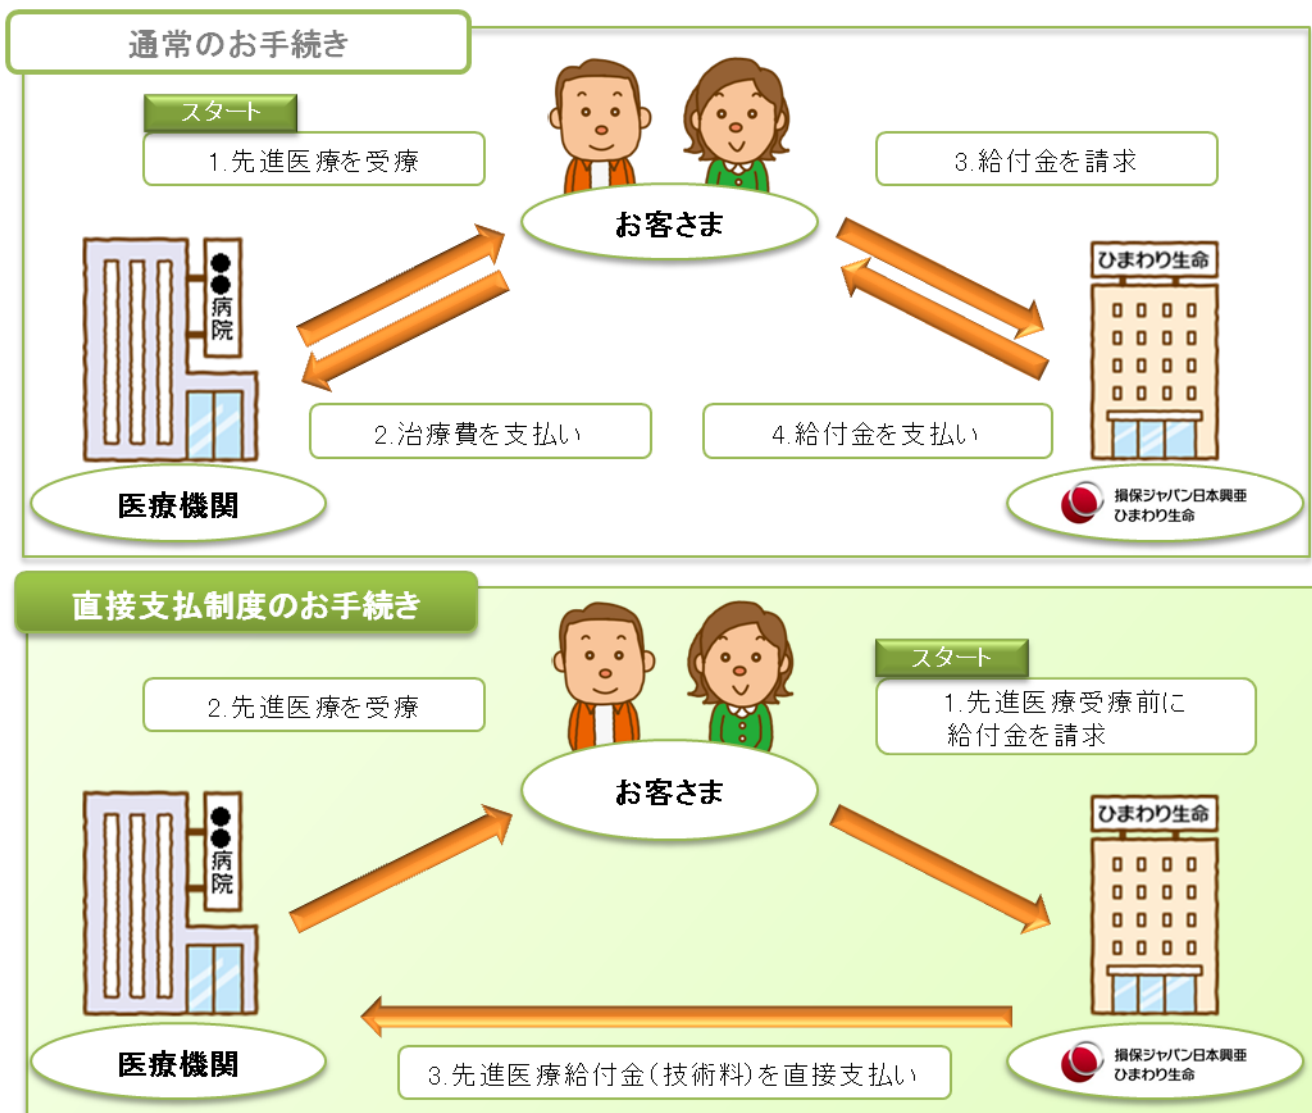 通常のお手続き
スタート
1.先進医療を受療
3.給付金を請求
お客さま
●●病院
ひまわり生命
2.治療費を支払い
4.給付金を支払い
医療機関
損保ジャパン日本興亜
ひまわり生命
直接支払制度のお手続き
スタート
2.先進医療を受療
1.先進医療受療前に
給付金を請求
お客さま
●●病院
ひまわり生命
医療機関
3.先進医療給付金(技術料)を直接支払い
損保ジャパン日本興亜
ひまわり生命